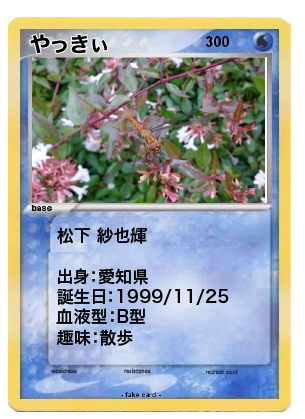 やっきぃ 300
base
松下 紗也輝
出身:愛知県
誕生日:1999/11/25
血液型:B型
趣味:散歩
weakness resistance retreat cost
- fake card -